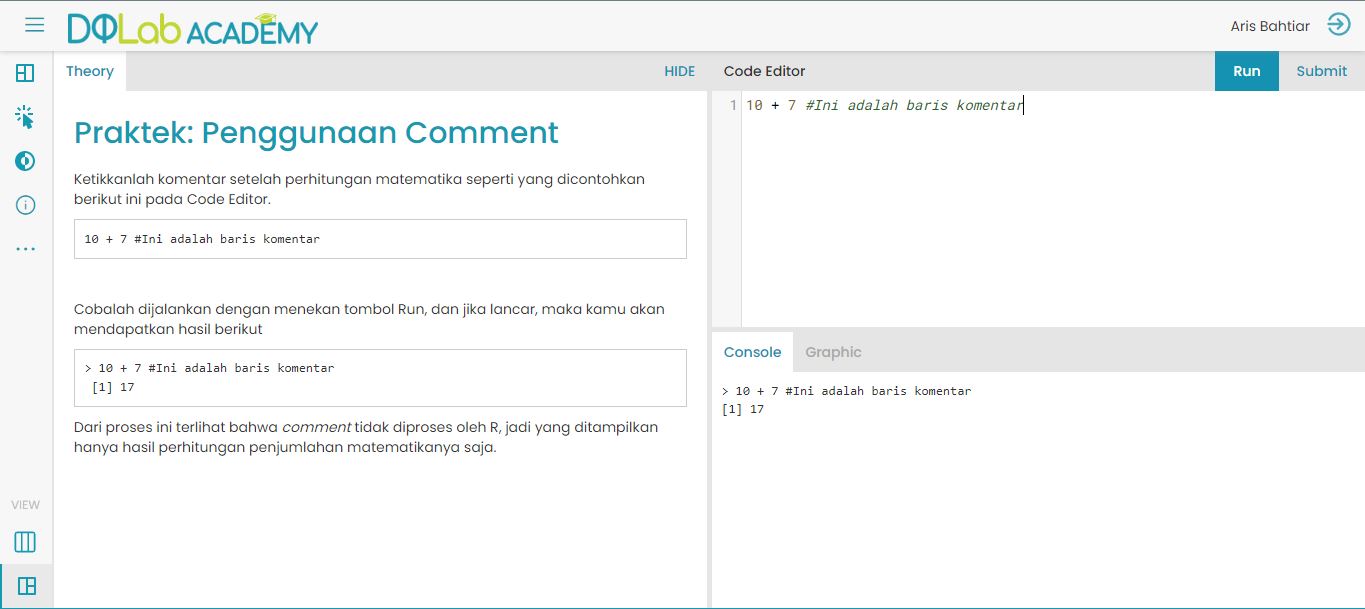 DQLab ACADEMY
Aris Bahtiar
Theory
HIDE
Praktek: Penggunaan Comment
Ketikkanlah komentar setelah perhitungan matematika seperti yang dicontohkan
berikut ini pada Code Editor.
10 + 7 #Ini adalah baris komentar
Cobalah dijalankan dengan menekan tombol Run, dan jika lancar, maka kamu akan
mendapatkan hasil berikut
> 10 + 7 #Ini adalah baris komentar
[1] 17
Dari proses ini terlihat bahwa comment tidak diproses oleh R, jadi yang ditampilkan
hanya hasil perhitungan penjumlahan matematikanya saja.
VIEW
Code Editor
Run
Submit
1 10 + 7 #Ini adalah baris komentar
Console
Graphic
> 10 + 7 #Ini adalah baris komentar
[1] 17